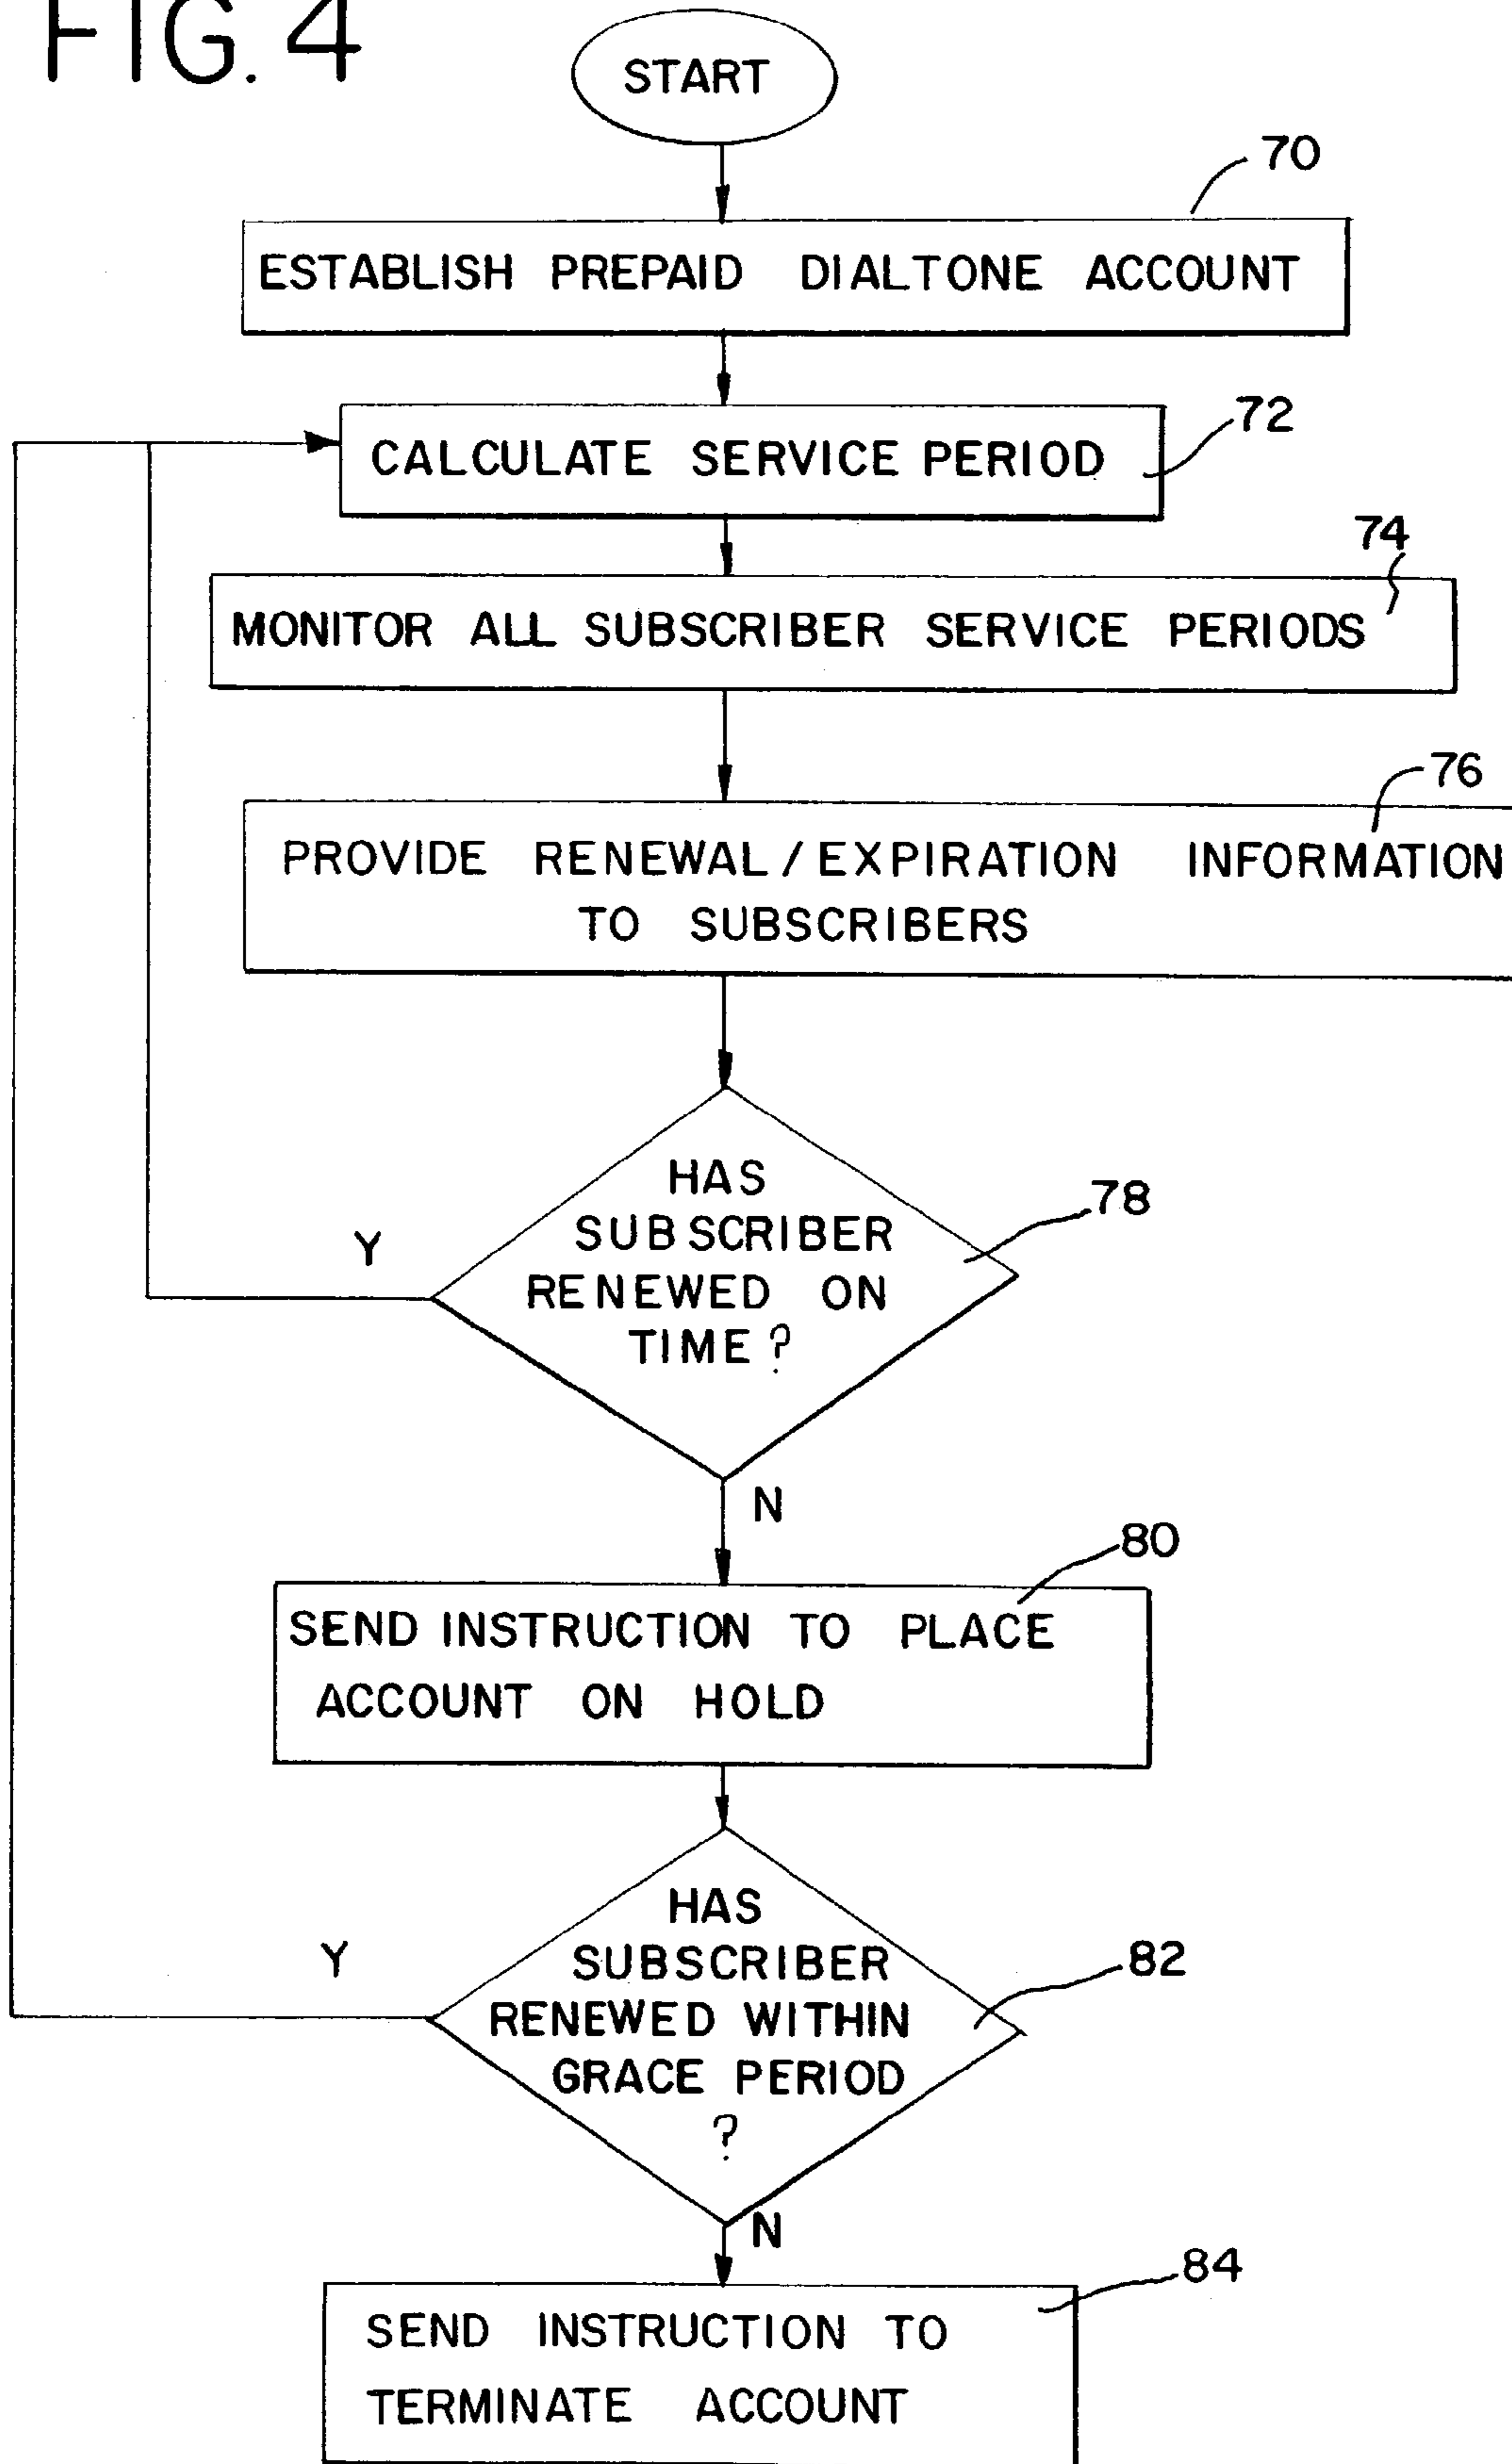 FIG. 4
START
70
ESTABLISH PREPAID DIALTONE ACCOUNT
72
CALCULATE SERVICE PERIOD
74
MONITOR ALL SUBSCRIBER SERVICE PERIODS
76
PROVIDE RENEWAL / EXPIRATION INFORMATION
TO SUBSCRIBERS
HAS
SUBSCRIBER
RENEWED ON
TIME ?
78
Y
N
80
SEND INSTRUCTION TO PLACE
ACCOUNT ON HOLD
HAS
SUBSCRIBER
RENEWED WITHIN
GRACE PERIOD
?
82
Y
N
84
SEND INSTRUCTION TO
TERMINATE ACCOUNT